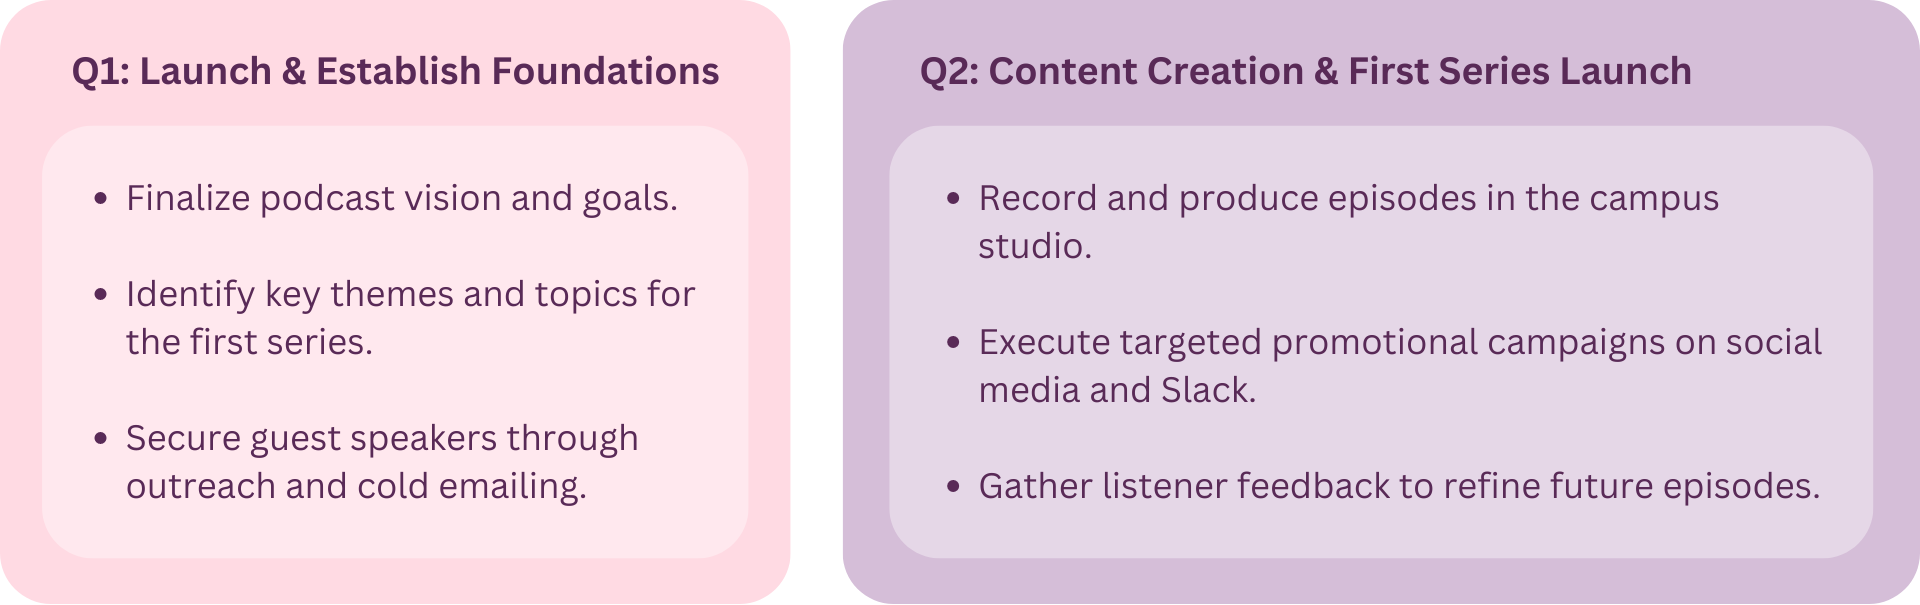 Q1: Launch & Establish Foundations
• Finalize podcast vision and goals.
• Identify key themes and topics for
the first series.
• Secure guest speakers through
outreach and cold emailing.
Q2: Content Creation & First Series Launch
• Record and produce episodes in the campus
studio.
• Execute targeted promotional campaigns on social
media and Slack.
• Gather listener feedback to refine future episodes.